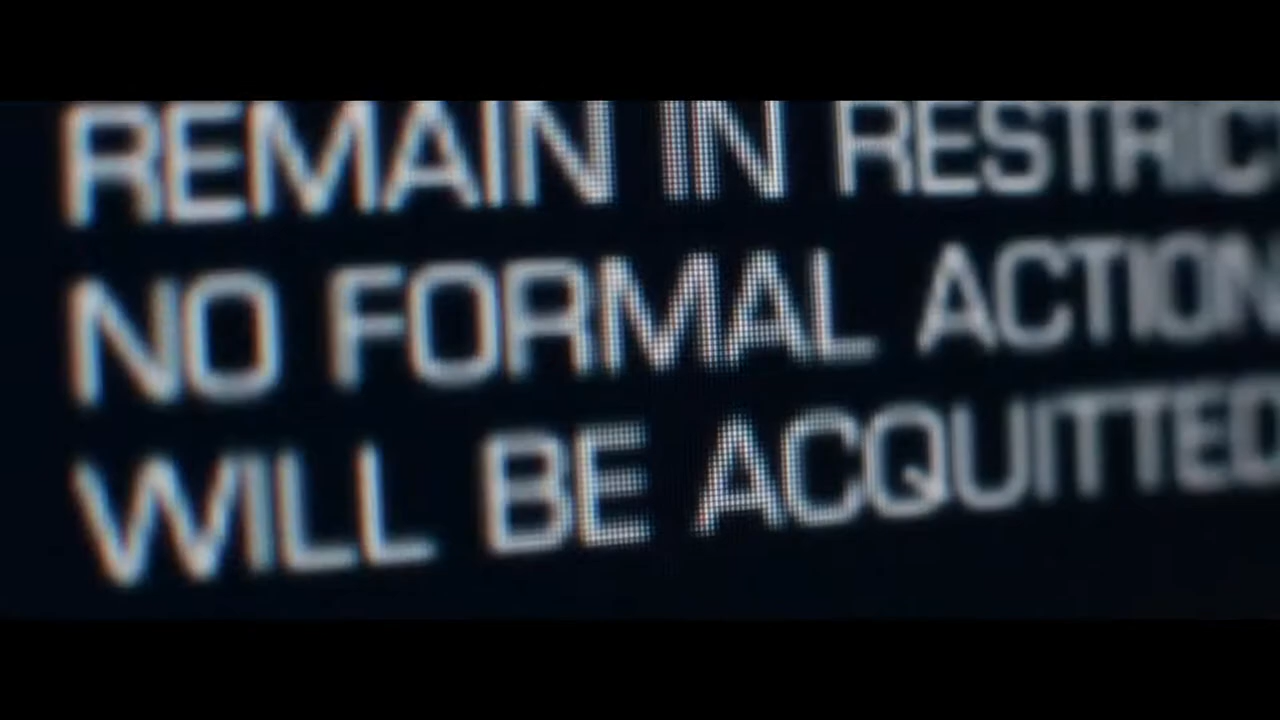 REMAIN IN RESTRIC
NO FORMAL ACTION
WILL BE ACQUITTED